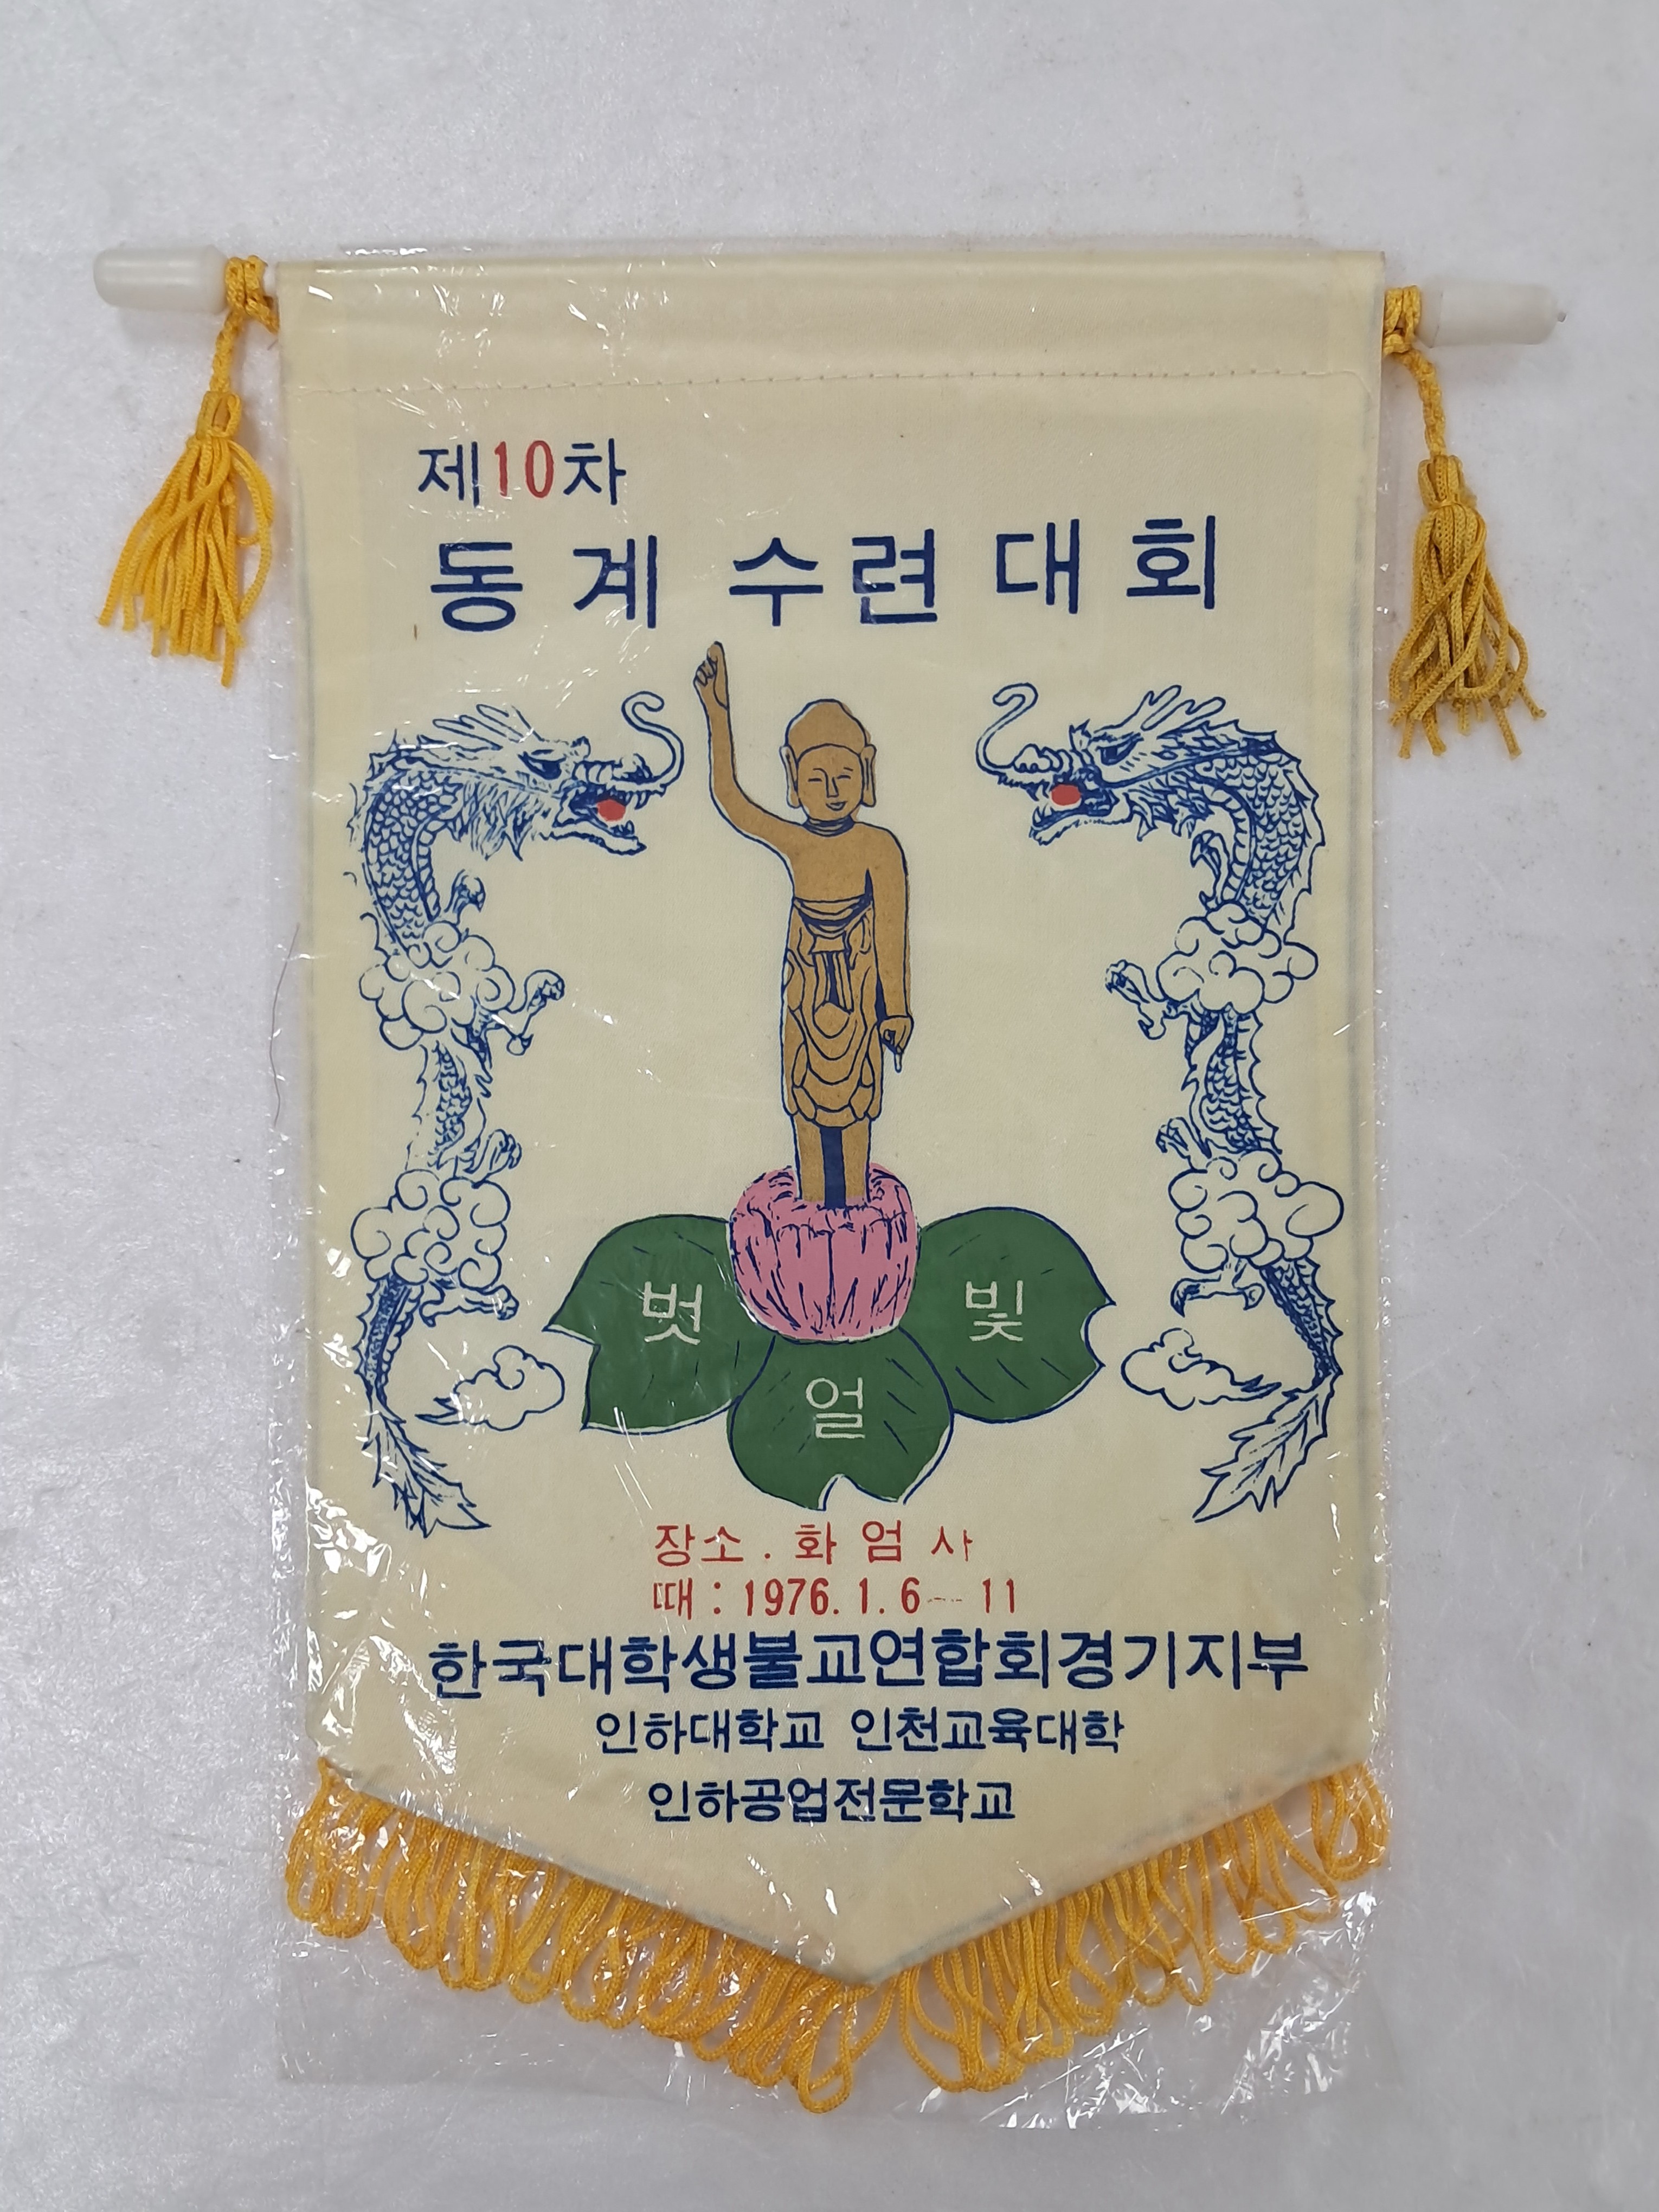 제10차
동계 수련대회
벗 빛
얼
장소 . 화엄사
때 : 1976. 1. 6 ― 11
한국대학생불교연합회경기지부
인하대학교 인천교육대학
인하공업전문학교